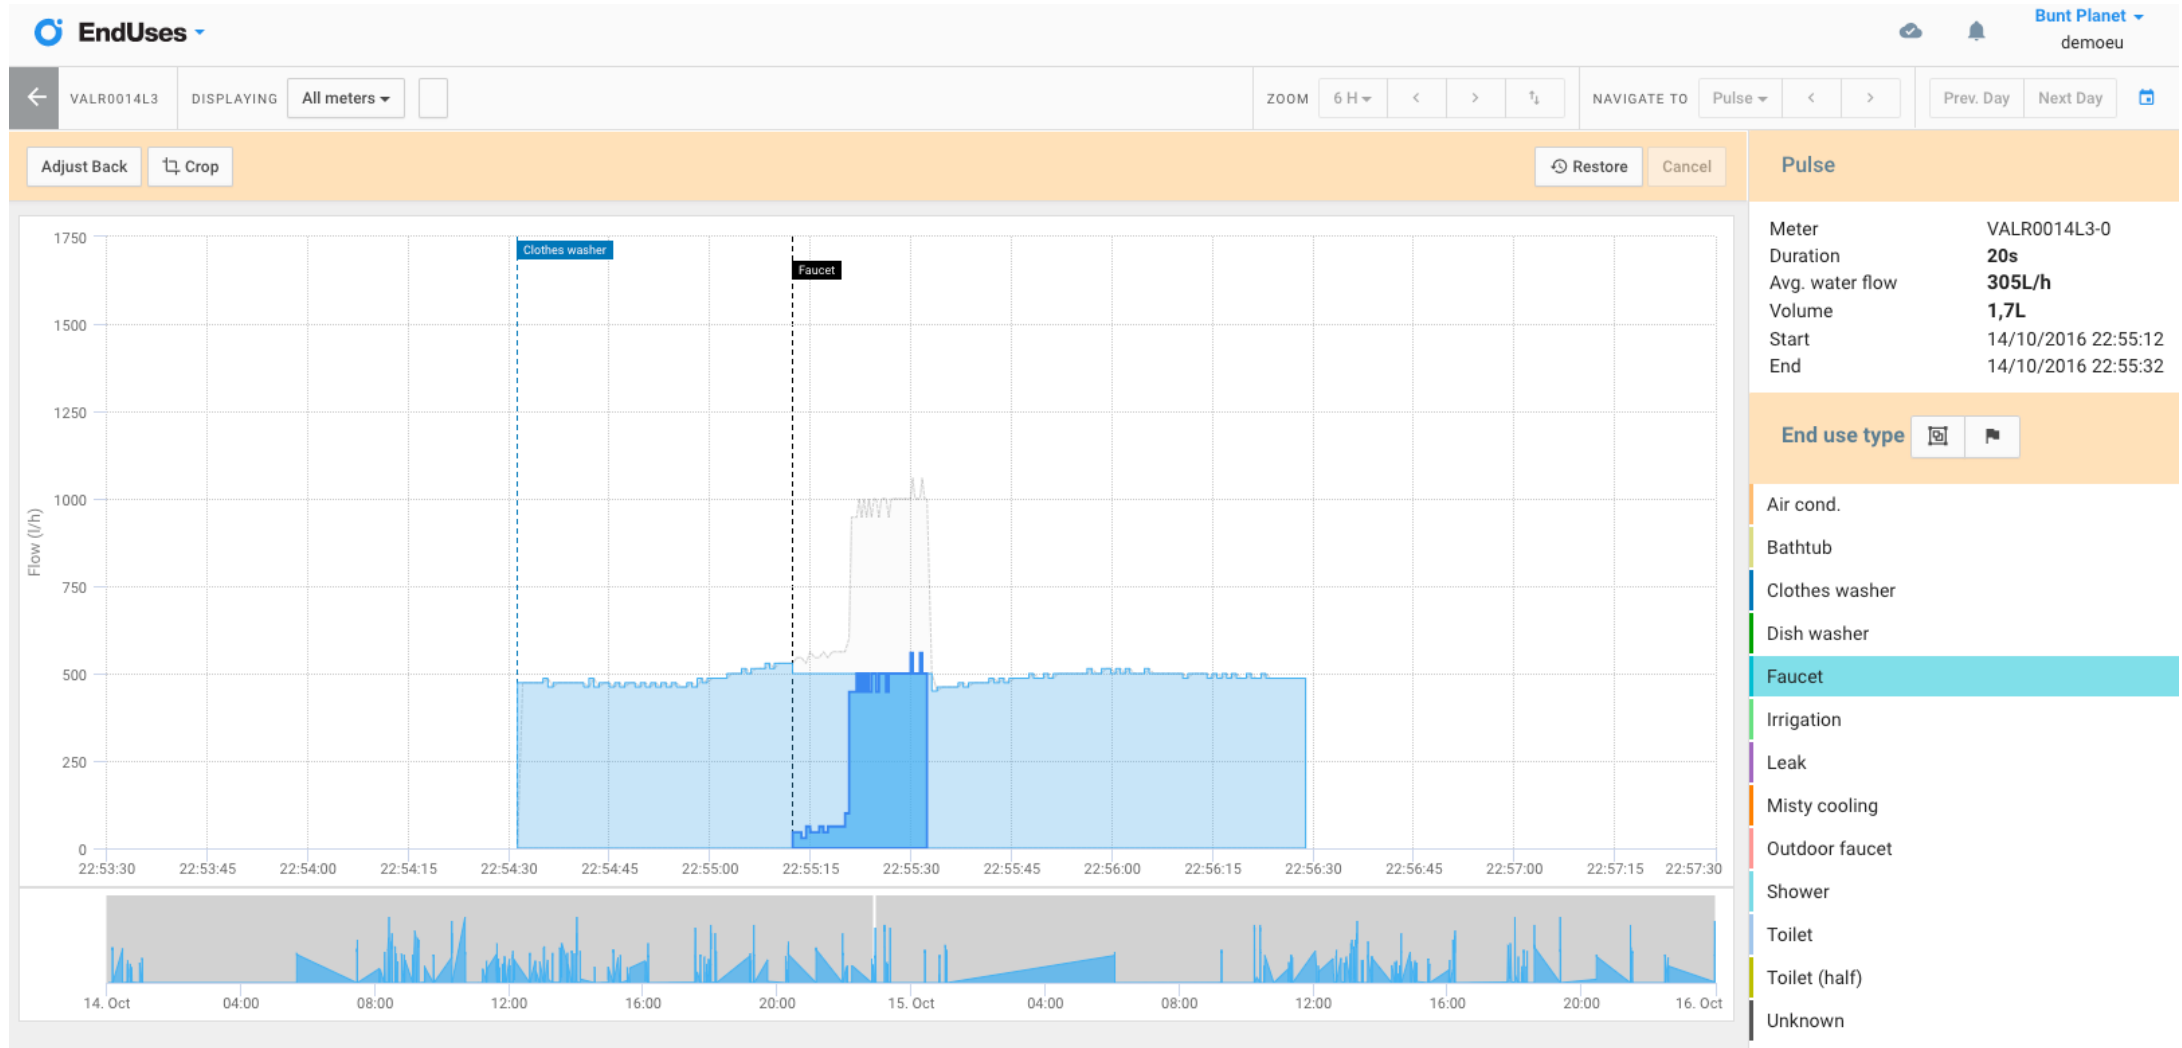 EndUses
Bunt Planet
demoeu
VALR0014L3
DISPLAYING
All meters
ZOOM
6 H
NAVIGATE TO
Pulse
Prev. Day
Next Day
Adjust Back
Crop
Restore
Cancel
Pulse
Meter VALR0014L3-0
Duration 20s
Avg. water flow 305L/h
Volume 1,7L
Start 14/10/2016 22:55:12
End 14/10/2016 22:55:32
End use type
Air cond.
Bathtub
Clothes washer
Dish washer
Faucet
Irrigation
Leak
Misty cooling
Outdoor faucet
Shower
Toilet
Toilet (half)
Unknown
Clothes washer
Faucet
Flow (l/h)
1750
1500
1250
1000
750
500
250
0
22:53:30 22:53:45 22:54:00 22:54:15 22:54:30 22:54:45 22:55:00 22:55:15 22:55:30 22:55:45 22:56:00 22:56:15 22:56:30 22:56:45 22:57:00 22:57:15 22:57:30
14. Oct 04:00 08:00 12:00 16:00 20:00 15. Oct 04:00 08:00 12:00 16:00 20:00 16. Oct